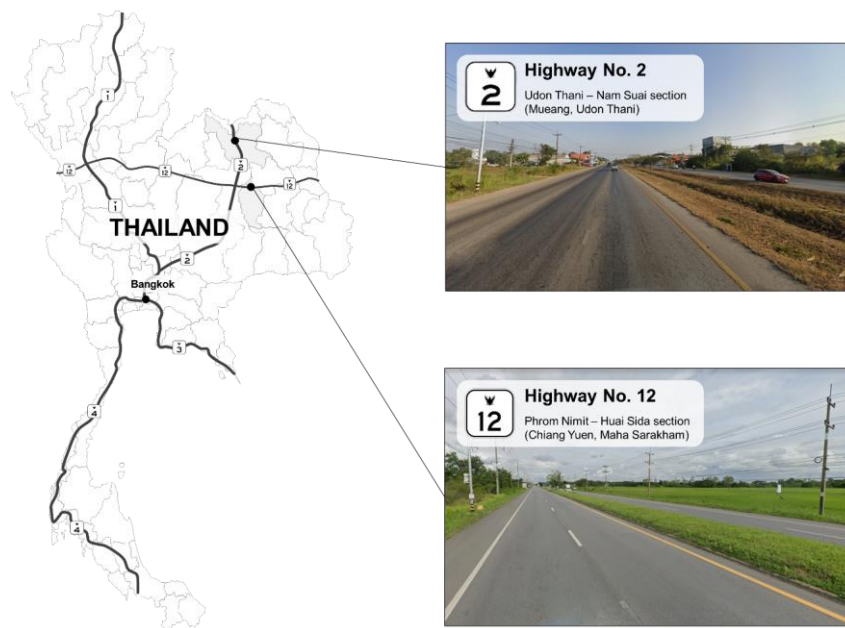 1
12
12
12
2
1
1
THAILAND
2
Bangkok
3
4
4
2
Highway No. 2
Udon Thani – Nam Suai section
(Mueang, Udon Thani)
12
Highway No. 12
Phrom Nimit – Huai Sida section
(Chiang Yuen, Maha Sarakham)